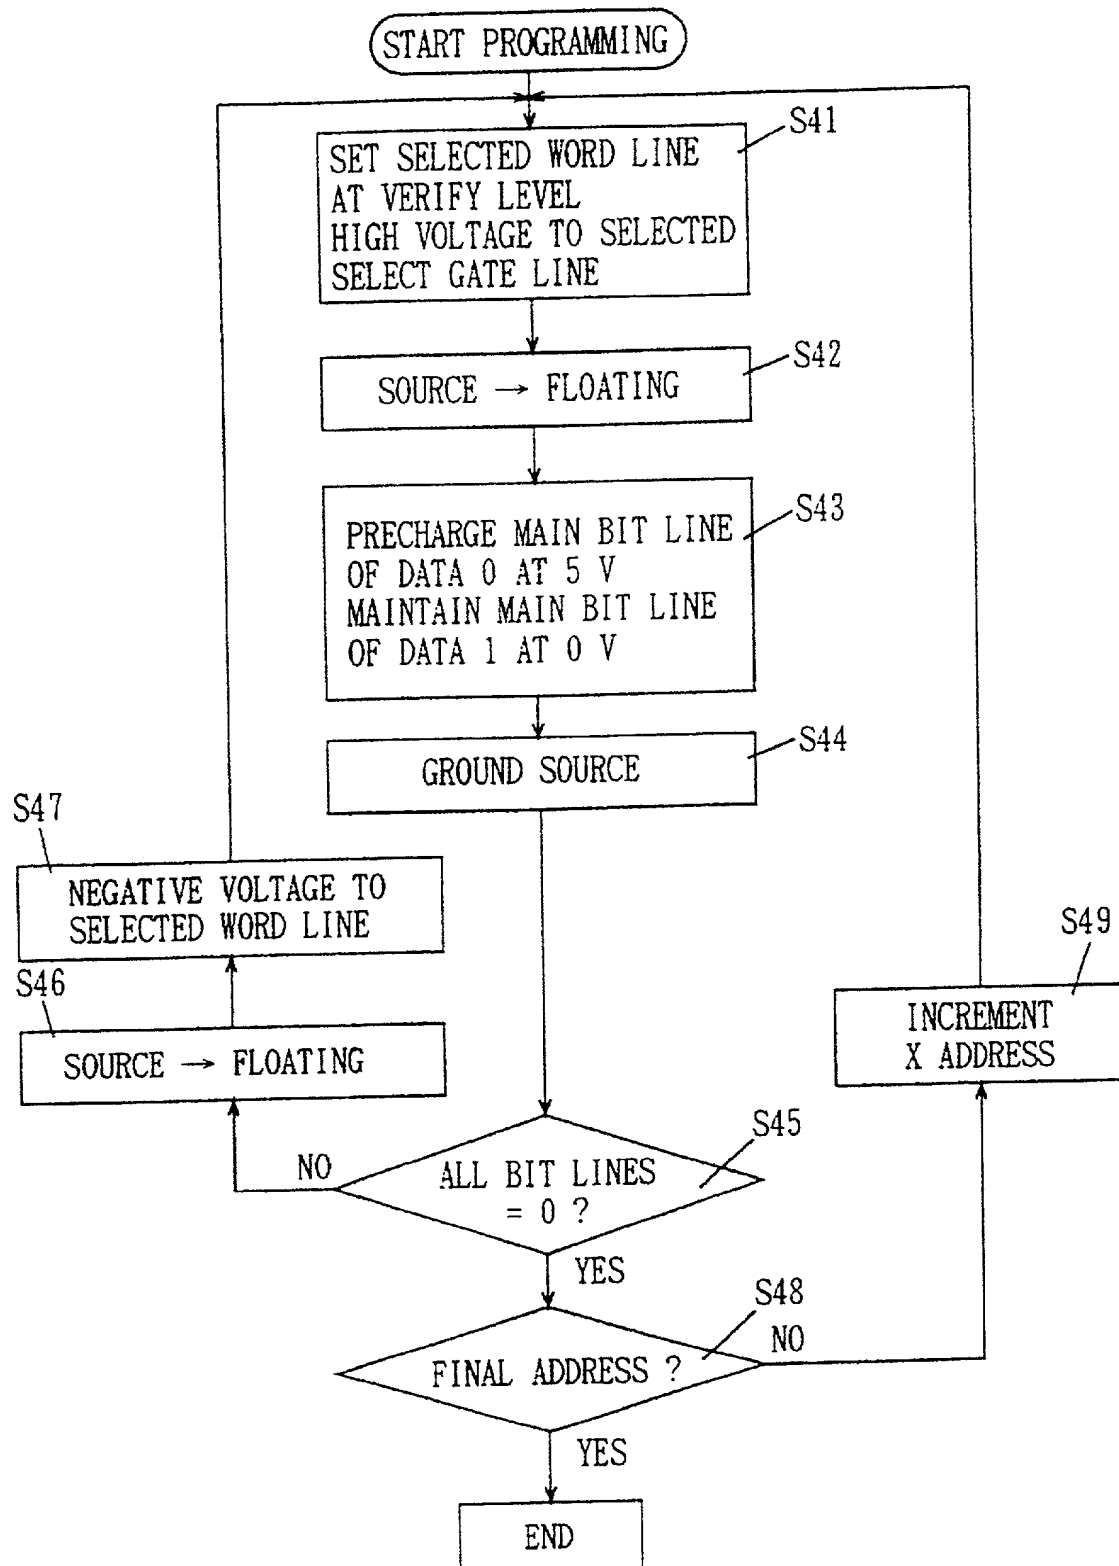 START PROGRAMMING
S41
SET SELECTED WORD LINE
AT VERIFY LEVEL
HIGH VOLTAGE TO SELECTED
SELECT GATE LINE
S42
SOURCE → FLOATING
S43
PRECHARGE MAIN BIT LINE
OF DATA 0 AT 5 V
MAINTAIN MAIN BIT LINE
OF DATA 1 AT 0 V
S44
GROUND SOURCE
S47
NEGATIVE VOLTAGE TO
SELECTED WORD LINE
S46
SOURCE → FLOATING
S49
INCREMENT
X ADDRESS
S45
NO
ALL BIT LINES
= 0 ?
YES
S48
NO
FINAL ADDRESS ?
YES
END